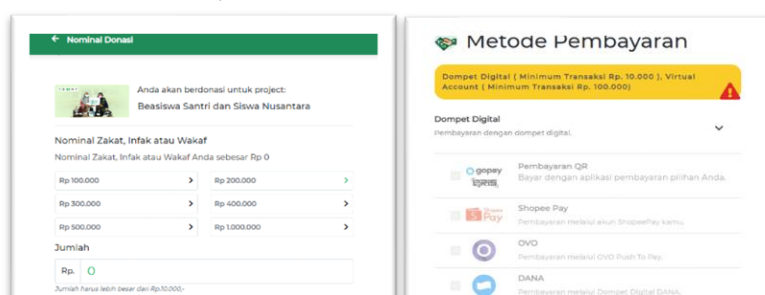 ← Nominal Donasi
Anda akan berdonasi untuk project:
Beasiswa Santri dan Siswa Nusantara
Nominal Zakat, Infak atau Wakaf
Nominal Zakat, Infak atau Wakaf Anda sebesar Rp 0
Rp 100.000 >
Rp 200.000 >
Rp 300.000 >
Rp 400.000 >
Rp 500.000 >
Rp 1.000.000 >
Jumlah
Rp. 0
Jumlah harus lebih besar dari Rp.10.000,-
Metode Pembayaran
Dompet Digital ( Minimum Transaksi Rp. 10.000 ), Virtual
Account ( Minimum Transaksi Rp. 100.000)
Dompet Digital
Pembayaran dengan dompet digital.
gopay
QRIS
Pembayaran QR
Bayar dengan aplikasi pembayaran pilihan Anda.
Shopee
Pay
Shopee Pay
Pembayaran melalui akun ShopeePay kamu.
OVO
Pembayaran melalui OVO Push To Pay.
DANA
Pembayaran melalui Dompet Digital DANA.